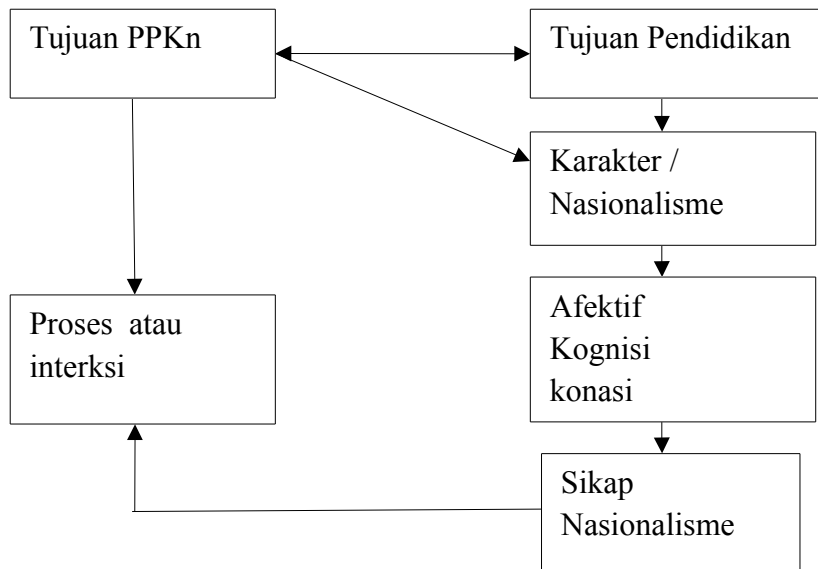 Tujuan PPKn
Tujuan Pendidikan
Karakter /
Nasionalisme
Proses atau
interksi
Afektif
Kognisi
konasi
Sikap
Nasionalisme